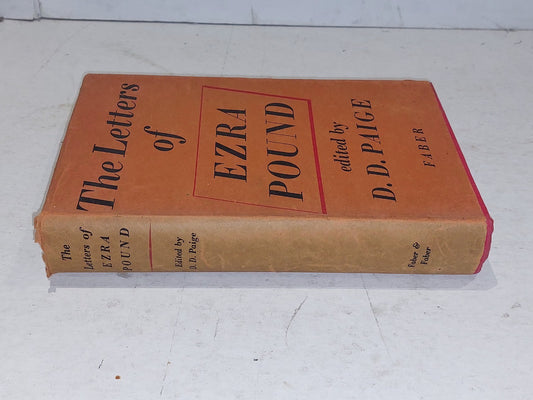 The Letters
of
EZRA
POUND
edited by
D. D. PAIGE
FABER
The
Letters of
EZRA
POUND
Edited by
D. D. Paige
Faber &
Faber